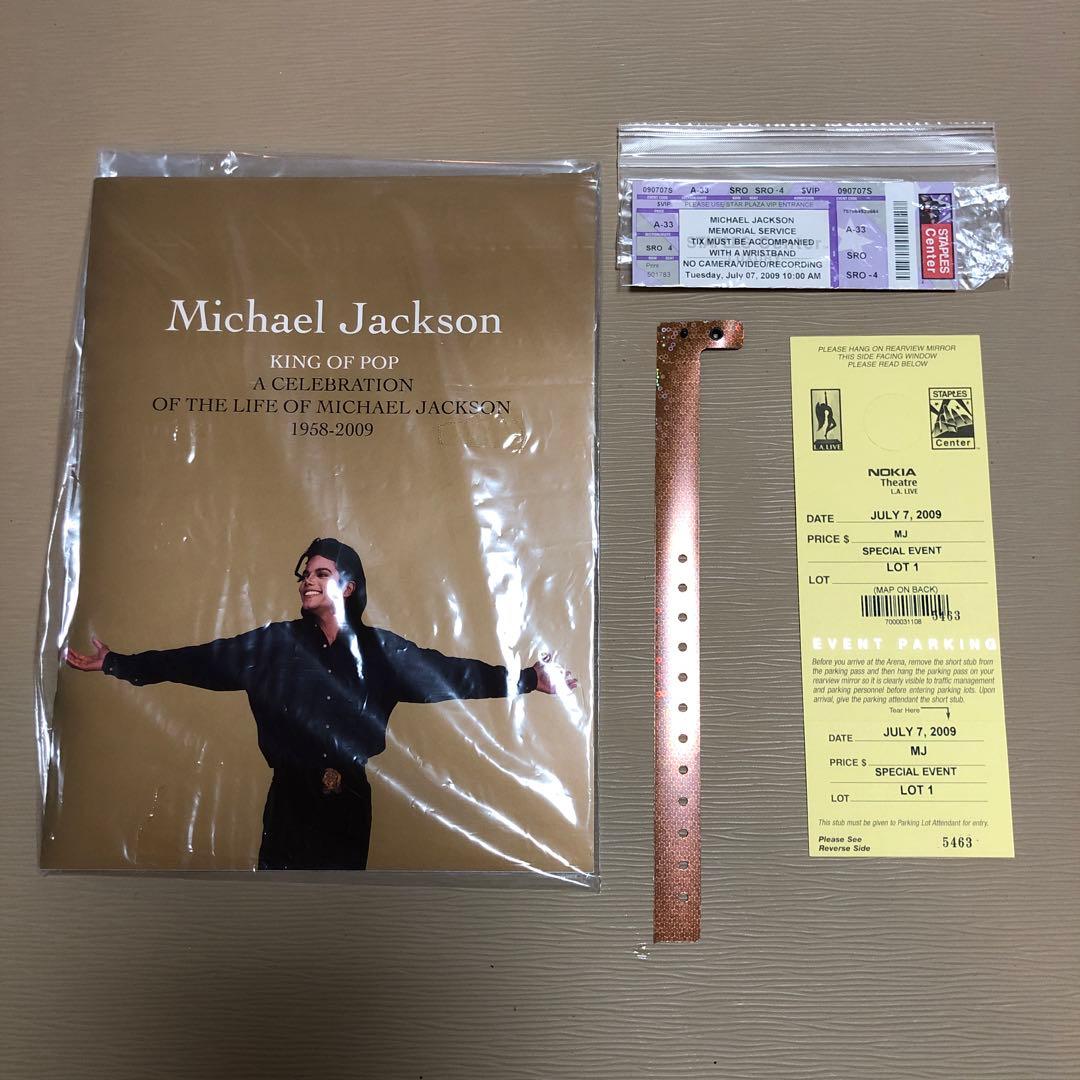 Michael Jackson
KING OF POP
A CELEBRATION
OF THE LIFE OF MICHAEL JACKSON
1958-2009
090707S A-33 SRO SRO-4 $VIP 090707S
EVENT CODE
$VIP
PLEASE USE STAR PLAZA VIP ENTRANCE
PRICE
A-33
SRO 4
Print
501783
MICHAEL JACKSON
MEMORIAL SERVICE
TIX MUST BE ACCOMPANIED
WITH A WRISTBAND
NO CAMERA/VIDEO/RECORDING
Tuesday, July 07, 2009 10:00 AM
A-33
SRO
SRO-4
STAPLES
Center
PLEASE HANG ON REARVIEW MIRROR
THIS SIDE FACING WINDOW
PLEASE READ BELOW
L.A. LIVE
STAPLES
Center
NOKIA
Theatre
L.A. LIVE
DATE JULY 7, 2009
PRICE $ MJ
SPECIAL EVENT
LOT 1
LOT
(MAP ON BACK)
7000031108
5463
EVENT PARKING
Before you arrive at the Arena, remove the short stub from
the parking pass and then hang the parking pass on your
rearview mirror so it is clearly visible to traffic management
and parking personnel before entering parking lots. Upon
arrival, give the parking attendant the short stub.
Tear Here
DATE JULY 7, 2009
MJ
PRICE $
SPECIAL EVENT
LOT 1
LOT
This stub must be given to Parking Lot Attendant for entry.
Please See
Reverse Side
5463